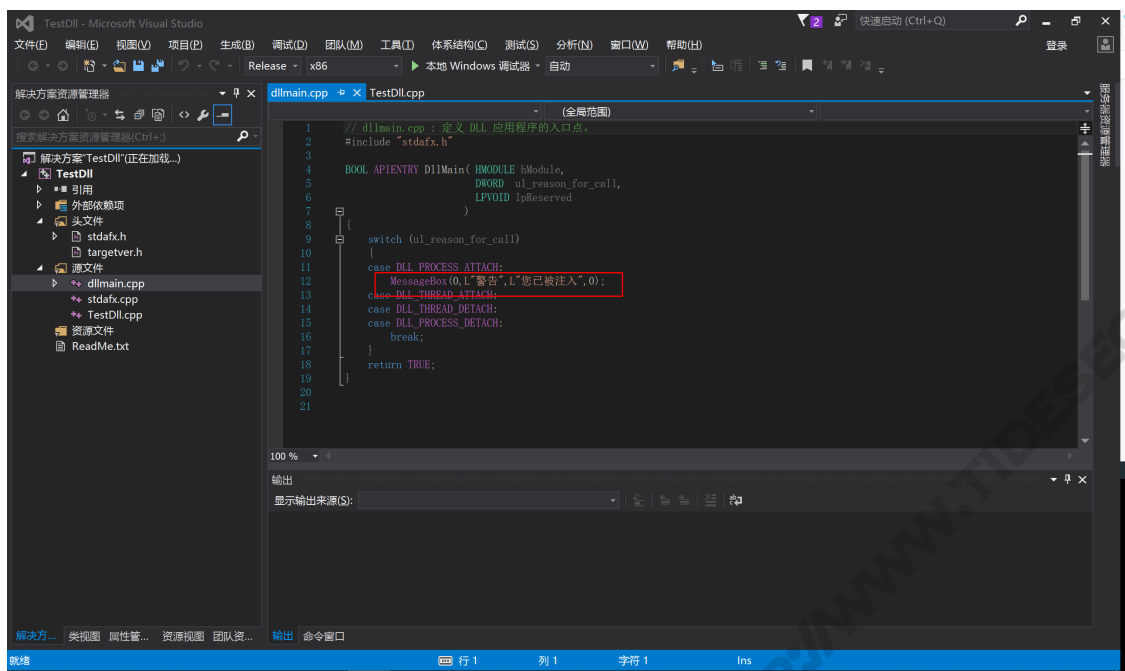 TestDll - Microsoft Visual Studio
2
快速启动 (Ctrl+Q)
文件(F) 编辑(E) 视图(V) 项目(P) 生成(B) 调试(D) 团队(M) 工具(T) 体系结构(C) 测试(S) 分析(N) 窗口(W) 帮助(H) 登录
Release x86 本地 Windows 调试器 自动
解决方案资源管理器
搜索解决方案资源管理器(Ctrl+;)
解决方案"TestDll"(正在加载...)
TestDll
引用
外部依赖项
头文件
stdafx.h
targetver.h
源文件
dllmain.cpp
stdafx.cpp
TestDll.cpp
资源文件
ReadMe.txt
解决方... 类视图 属性管... 资源视图 团队资...
dllmain.cpp TestDll.cpp
(全局范围)
1 // dllmain.cpp : 定义 DLL 应用程序的入口点。
2 #include "stdafx.h"
3
4 BOOL APIENTRY DllMain( HMODULE hModule,
5 DWORD ul_reason_for_call,
6 LPVOID lpReserved
7 )
8 {
9 switch (ul_reason_for_call)
10 {
11 case DLL_PROCESS_ATTACH:
12 MessageBox(0,L"警告",L"您已被注入",0);
13 case DLL_THREAD_ATTACH:
14 case DLL_THREAD_DETACH:
15 case DLL_PROCESS_DETACH:
16 break;
17 }
18 return TRUE;
19 }
20
21
100 %
输出
显示输出来源(S):
输出 命令窗口
服务器资源管理器
就绪 行 1 列 1 字符 1 Ins